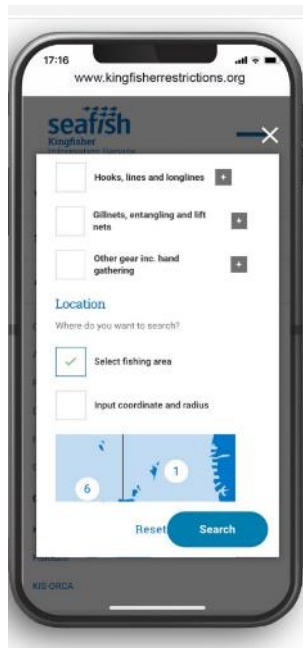 17:16
www.kingfisherrestrictions.org
seafish
Kingfisher
Information Service
Hooks, lines and longlines +
Gillnets, entangling and lift
nets +
Other gear inc. hand
gathering +
Location
Where do you want to search?
Select fishing area
Input coordinate and radius
6
1
Reset
Search
KIS-ORCA